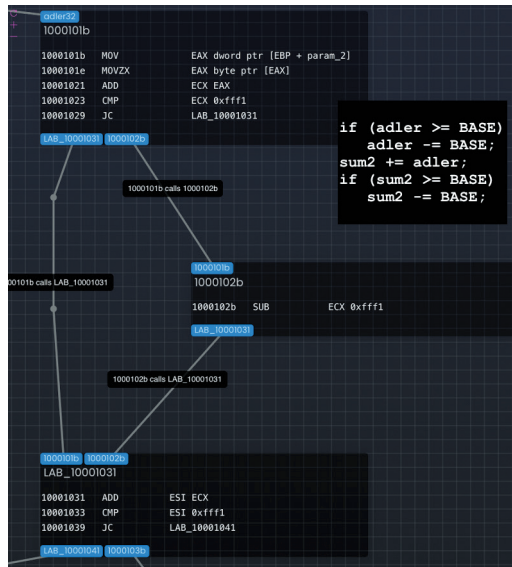 adler32
1000101b
1000101b MOV EAX dword ptr [EBP + param_2]
1000101e MOVZX EAX byte ptr [EAX]
10001021 ADD ECX EAX
10001023 CMP ECX 0xfff1
10001029 JC LAB_10001031
LAB_10001031 1000102b
if (adler >= BASE)
adler -= BASE;
sum2 += adler;
if (sum2 >= BASE)
sum2 -= BASE;
1000101b calls 1000102b
1000101b
1000102b
00101b calls LAB_10001031
1000102b SUB ECX 0xfff1
LAB_10001031
1000102b calls LAB_10001031
1000101b 1000102b
LAB_10001031
10001031 ADD ESI ECX
10001033 CMP ESI 0xfff1
10001039 JC LAB_10001041
LAB_10001041 1000103b